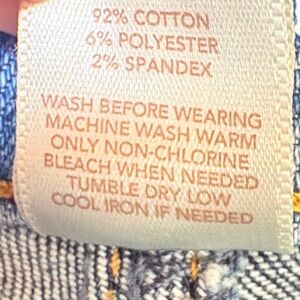 92% COTTON
6% POLYESTER
2% SPANDEX
WASH BEFORE WEARING
MACHINE WASH WARM
ONLY NON-CHLORINE
BLEACH WHEN NEEDED
TUMBLE DRY LOW
COOL IRON IF NEEDED